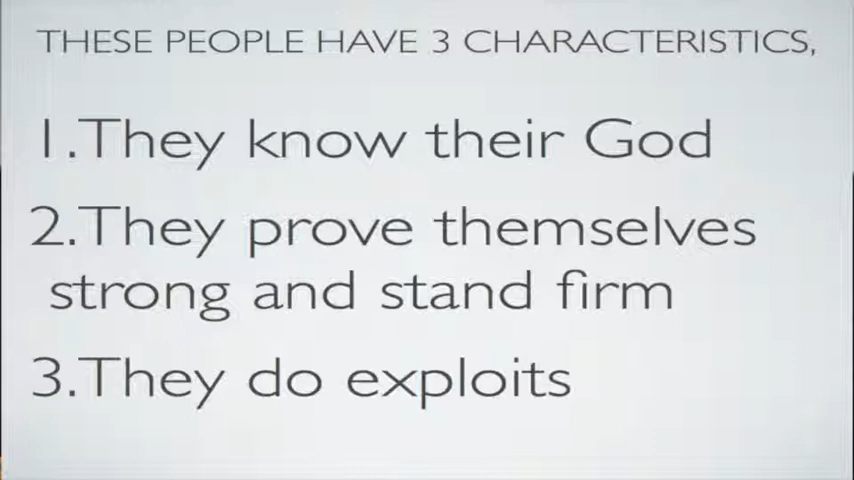 THESE PEOPLE HAVE 3 CHARACTERISTICS,
1.They know their God
2.They prove themselves
strong and stand firm
3.They do exploits